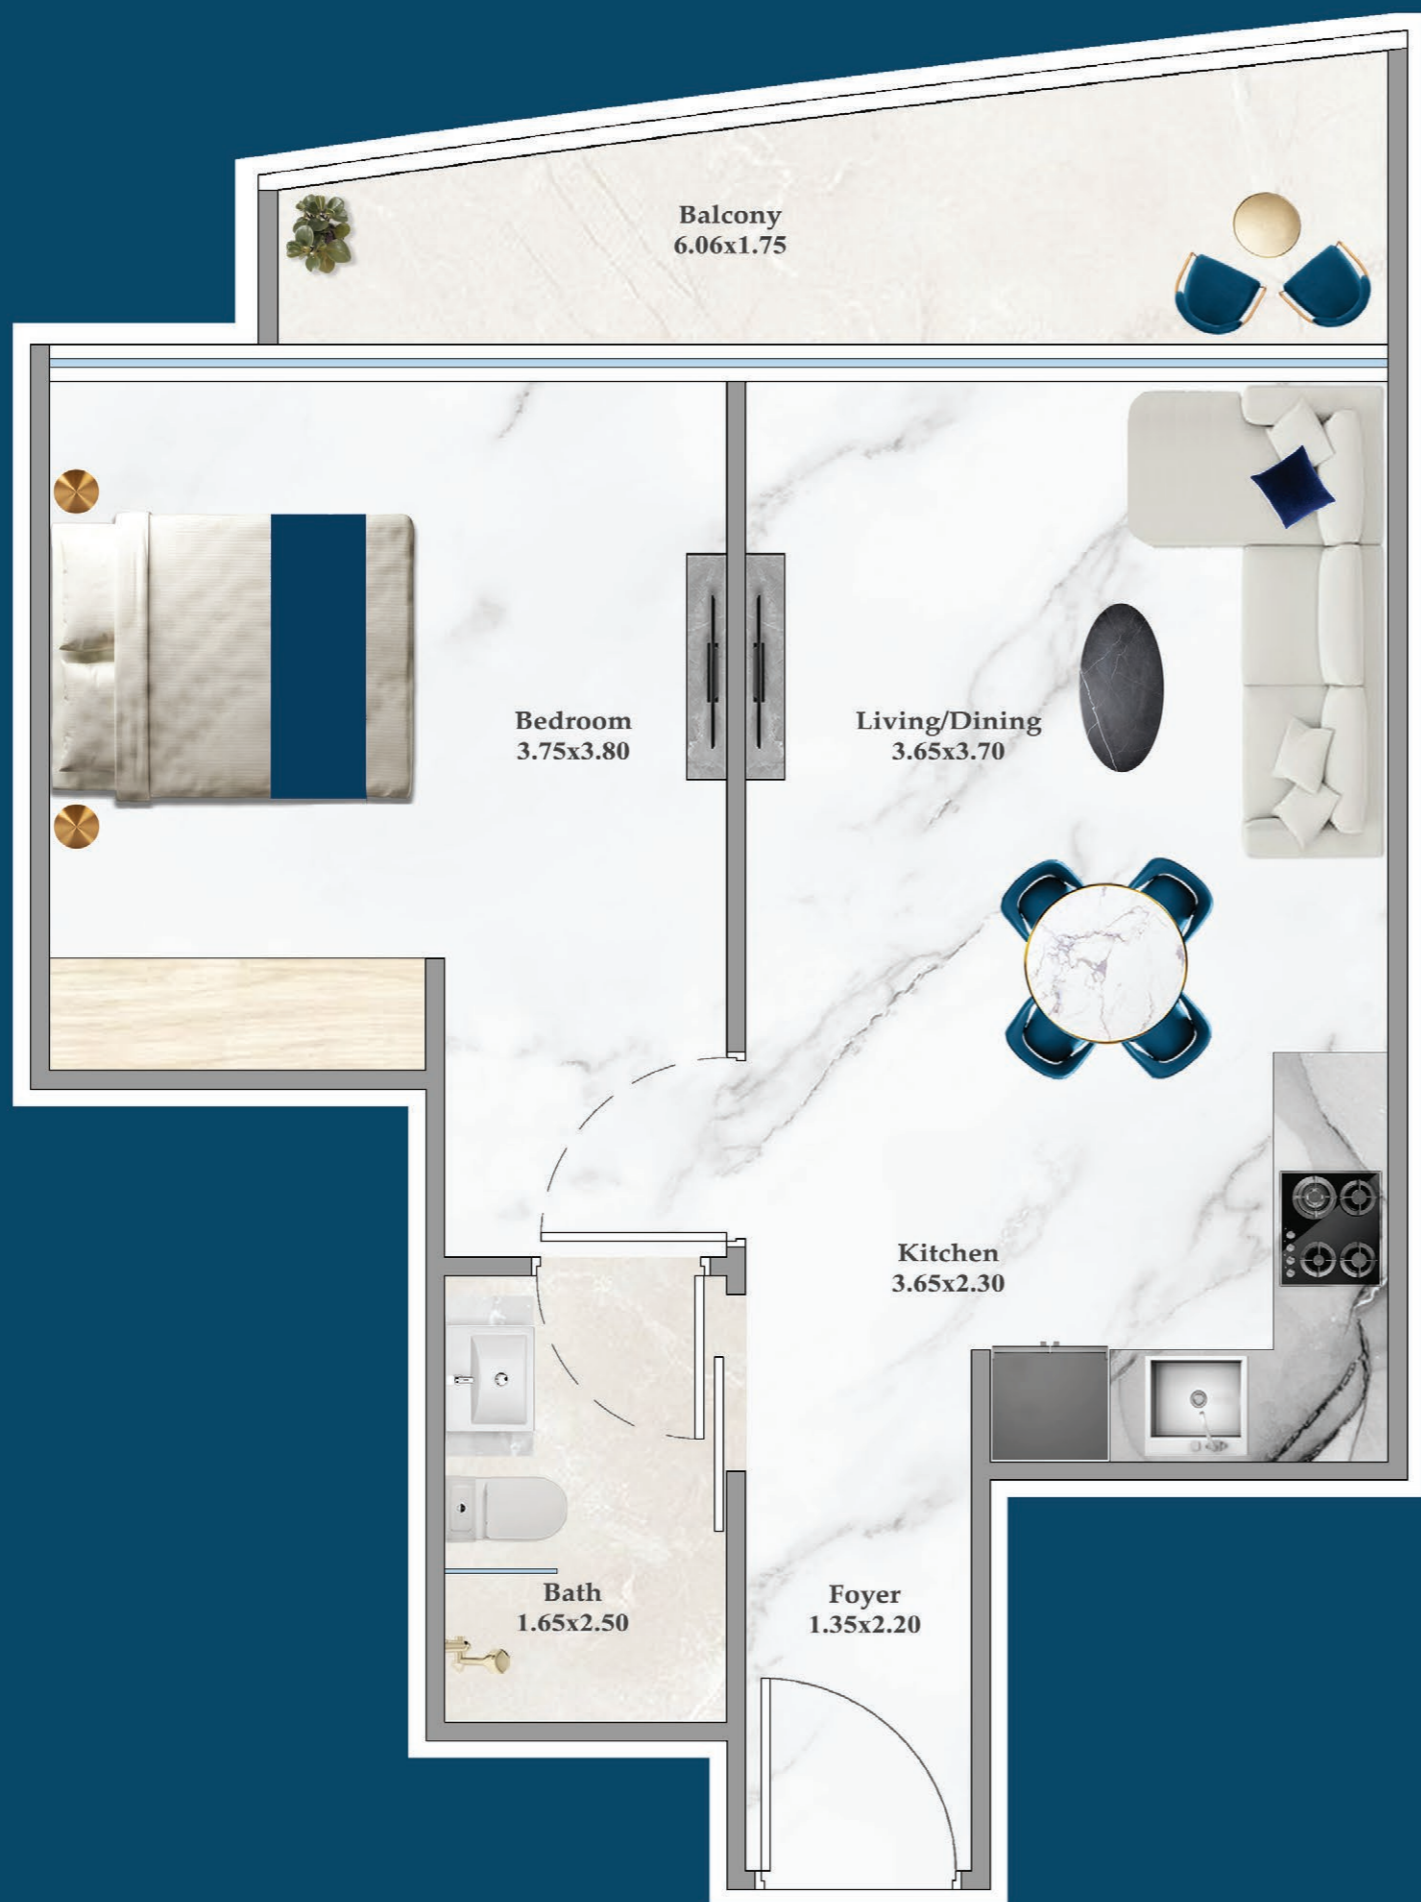 Balcony
6.06x1.75
Bedroom
3.75x3.80
Living/Dining
3.65x3.70
Kitchen
3.65x2.30
Bath
1.65x2.50
Foyer
1.35x2.20